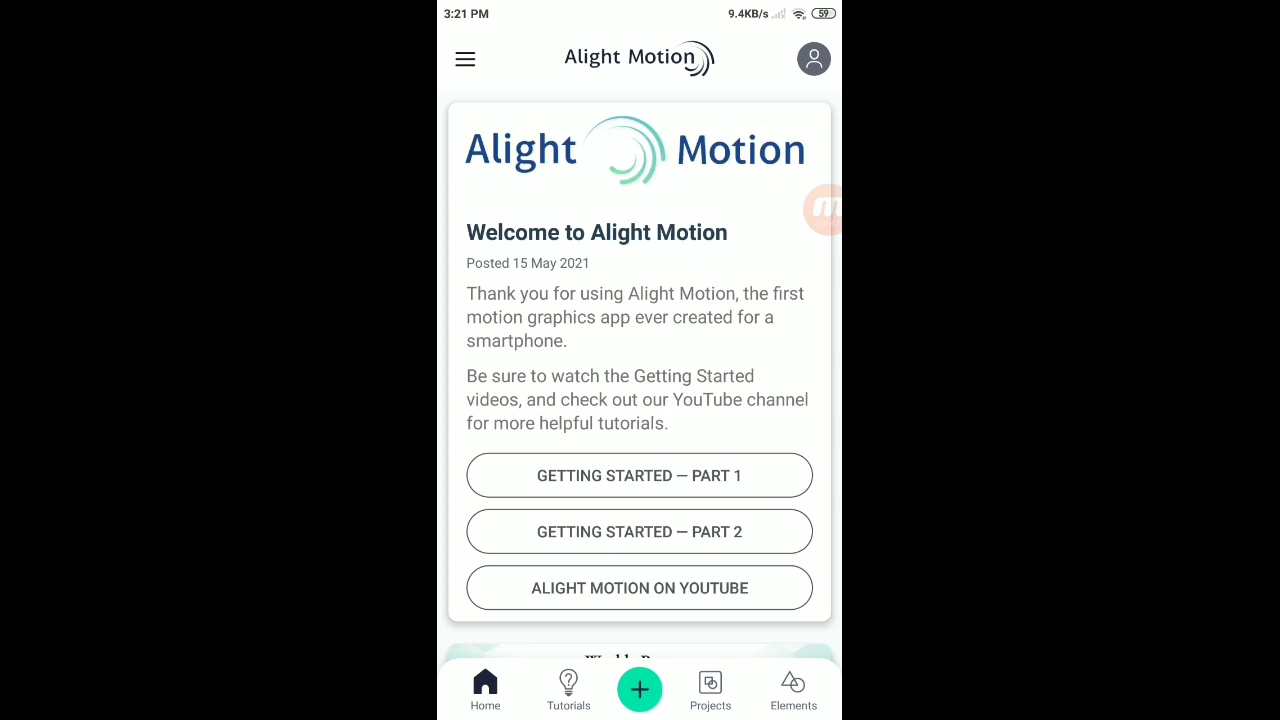 3:21 PM
9.4KB/s
59
Alight Motion
Alight Motion
Welcome to Alight Motion
Posted 15 May 2021
Thank you for using Alight Motion, the first
motion graphics app ever created for a
smartphone.
Be sure to watch the Getting Started
videos, and check out our YouTube channel
for more helpful tutorials.
GETTING STARTED — PART 1
GETTING STARTED — PART 2
ALIGHT MOTION ON YOUTUBE
Home
Tutorials
Projects
Elements